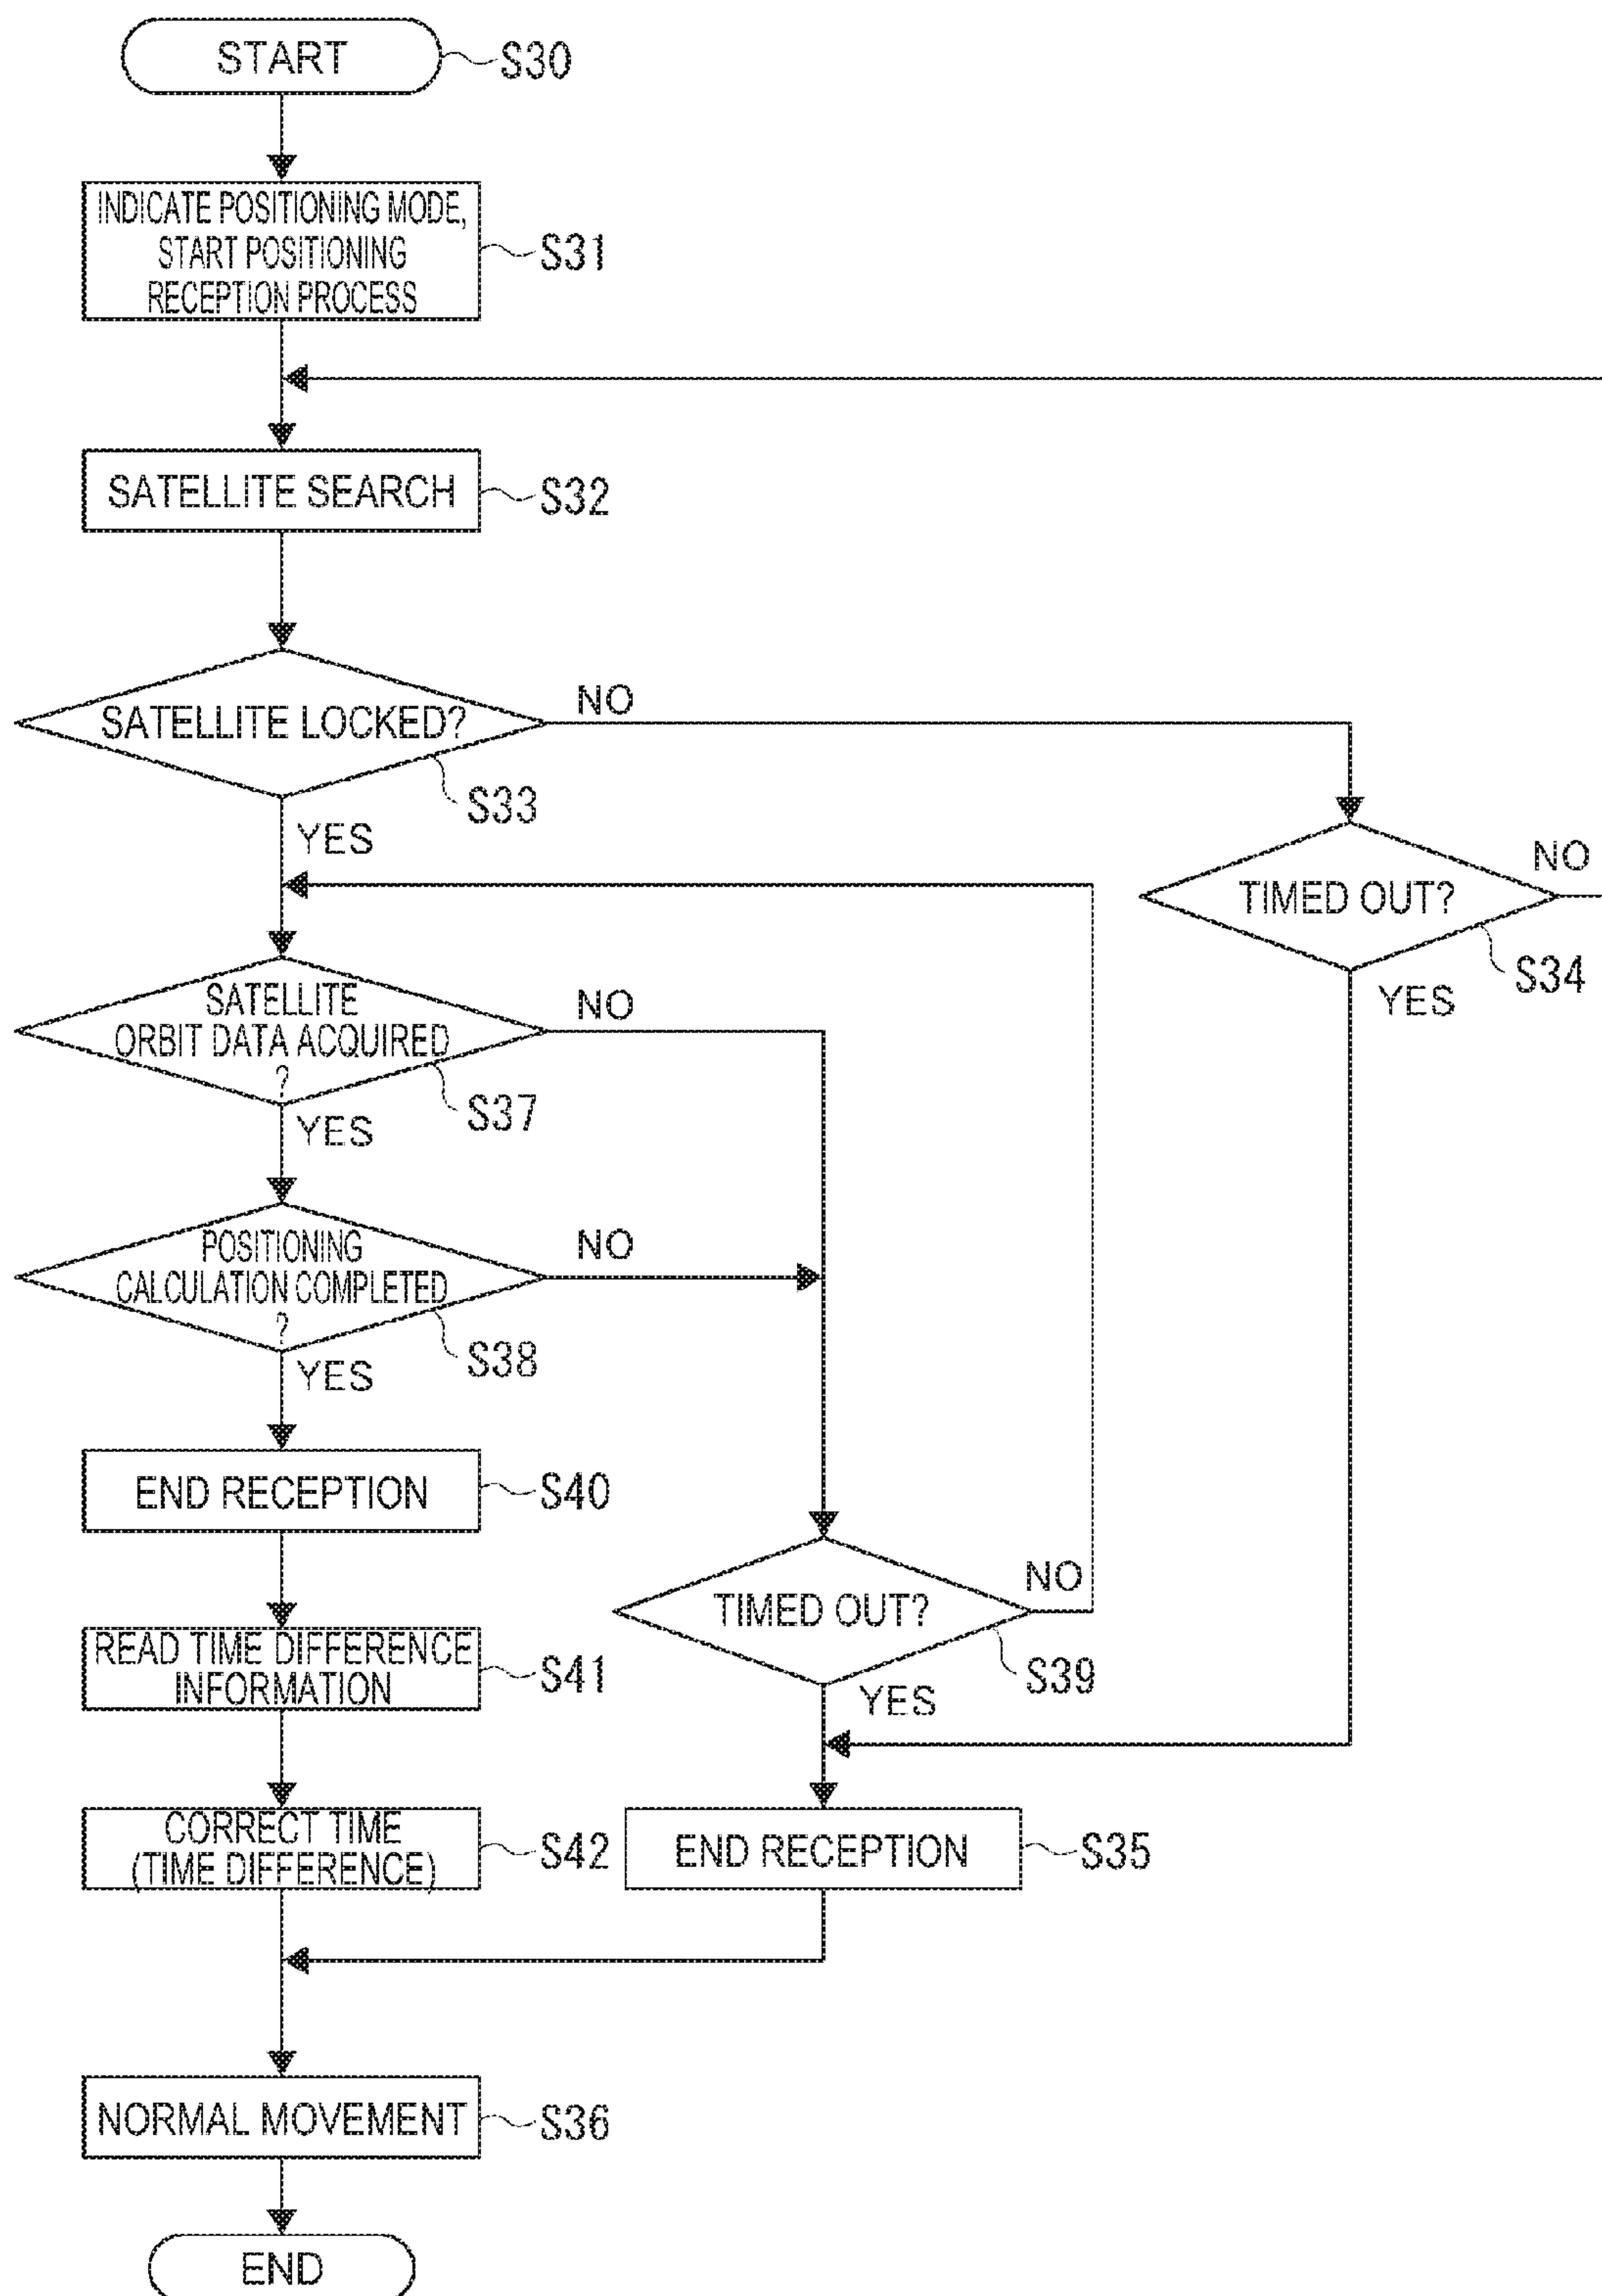 START
S30
INDICATE POSITIONING MODE,
START POSITIONING
RECEPTION PROCESS
S31
SATELLITE SEARCH
S32
SATELLITE LOCKED?
NO
S33
YES
TIMED OUT?
NO
S34
YES
SATELLITE
ORBIT DATA ACQUIRED
?
NO
S37
YES
POSITIONING
CALCULATION COMPLETED
?
NO
S38
YES
END RECEPTION
S40
TIMED OUT?
NO
S39
YES
READ TIME DIFFERENCE
INFORMATION
S41
CORRECT TIME
(TIME DIFFERENCE)
S42
END RECEPTION
S35
NORMAL MOVEMENT
S36
END